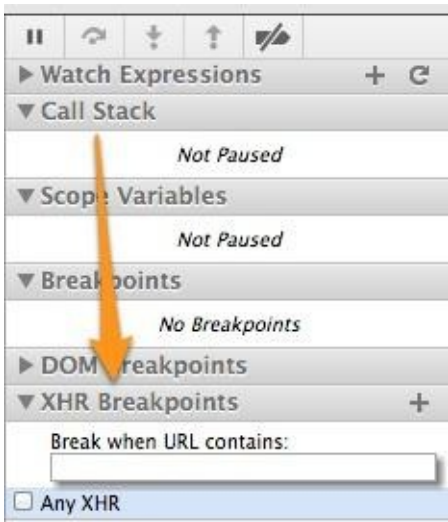 Watch Expressions
Call Stack
Not Paused
Scope Variables
Not Paused
Breakpoints
No Breakpoints
DOM Breakpoints
XHR Breakpoints
Break when URL contains:
Any XHR